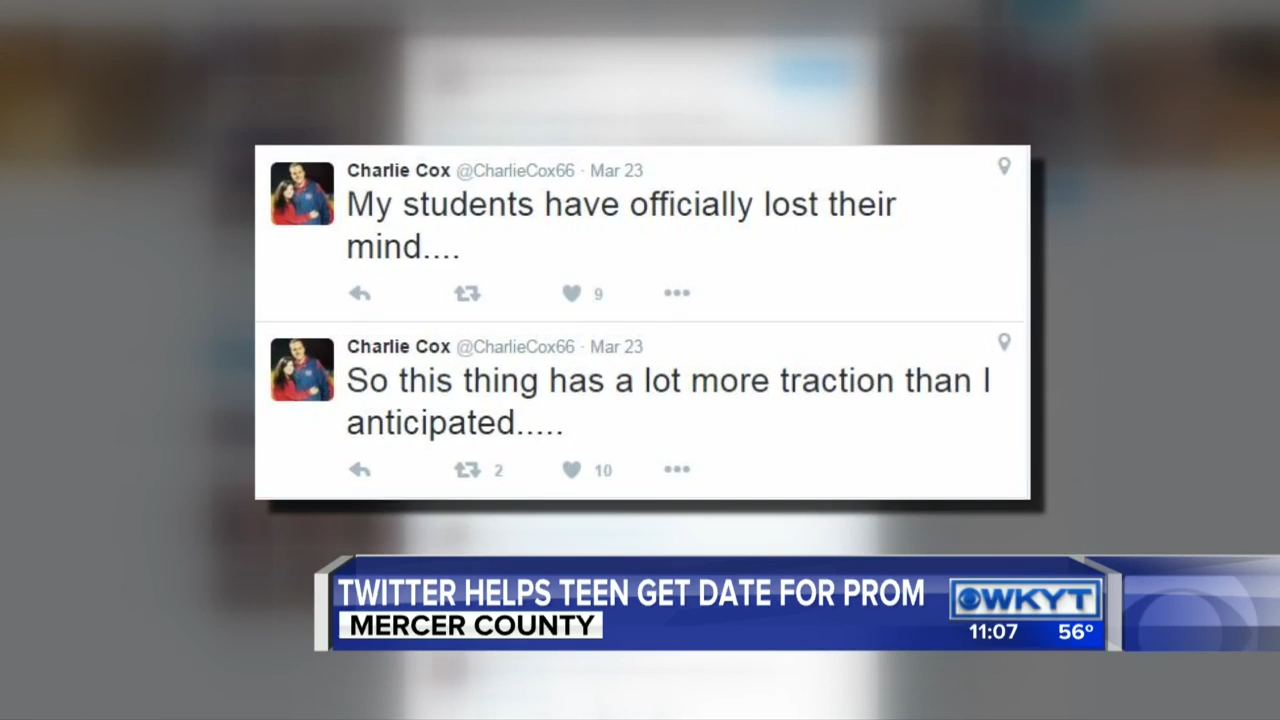 Charlie Cox @CharlieCox66 · Mar 23
My students have officially lost their
mind....
9
Charlie Cox @CharlieCox66 · Mar 23
So this thing has a lot more traction than I
anticipated.....
2 10
TWITTER HELPS TEEN GET DATE FOR PROM
MERCER COUNTY
WKYT
11:07 56°